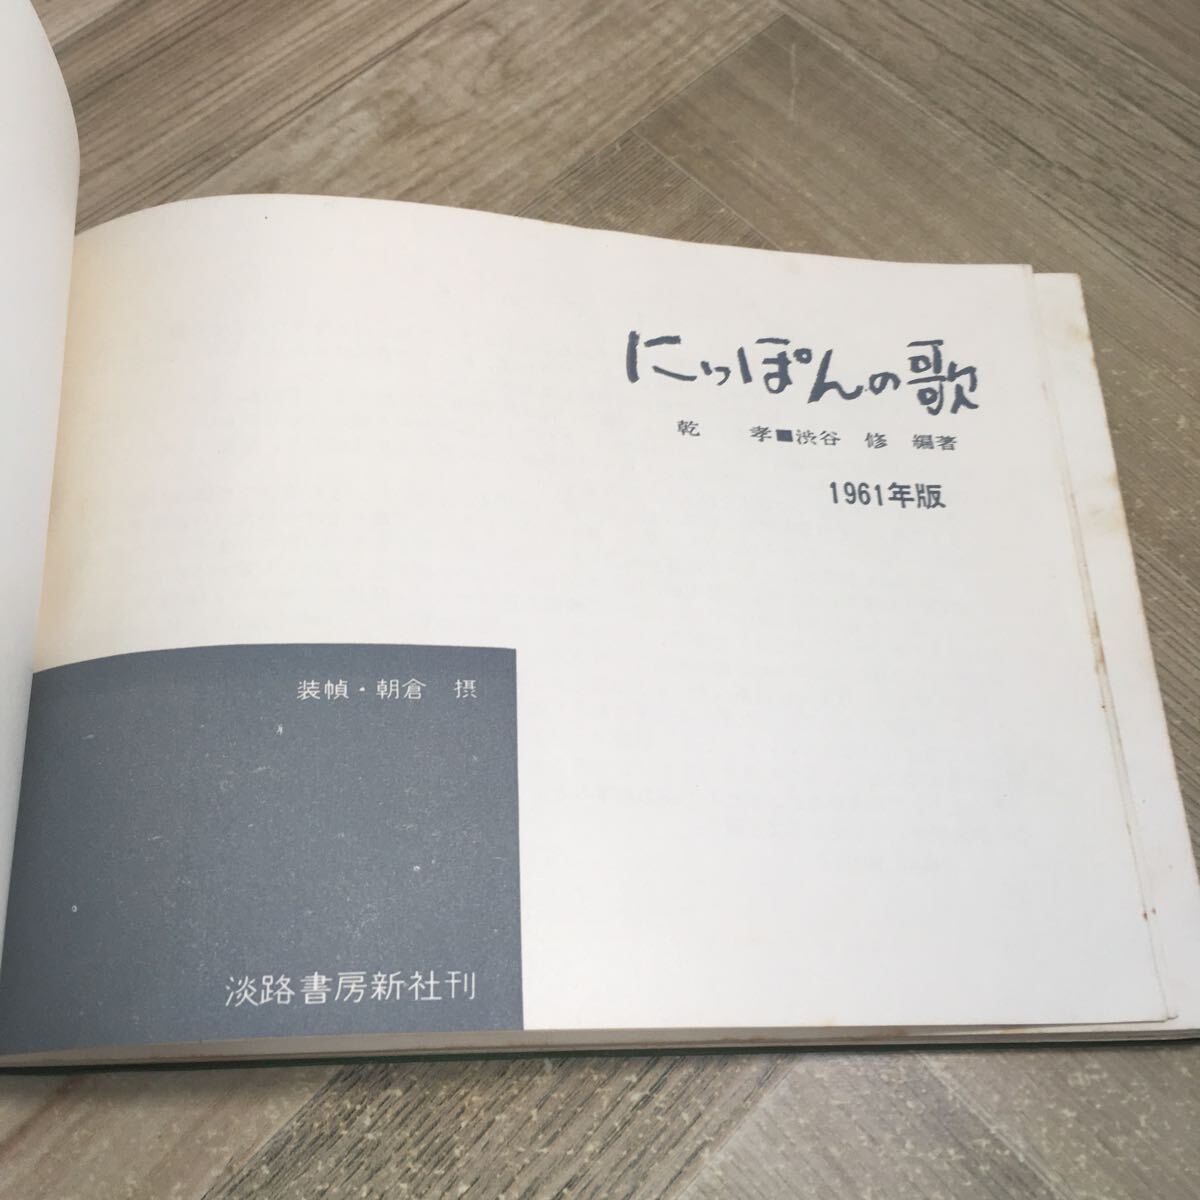 にっぽんの歌
乾　孝■渋谷　修　編著
1961年版
装幀・朝倉　摂
淡路書房新社刊